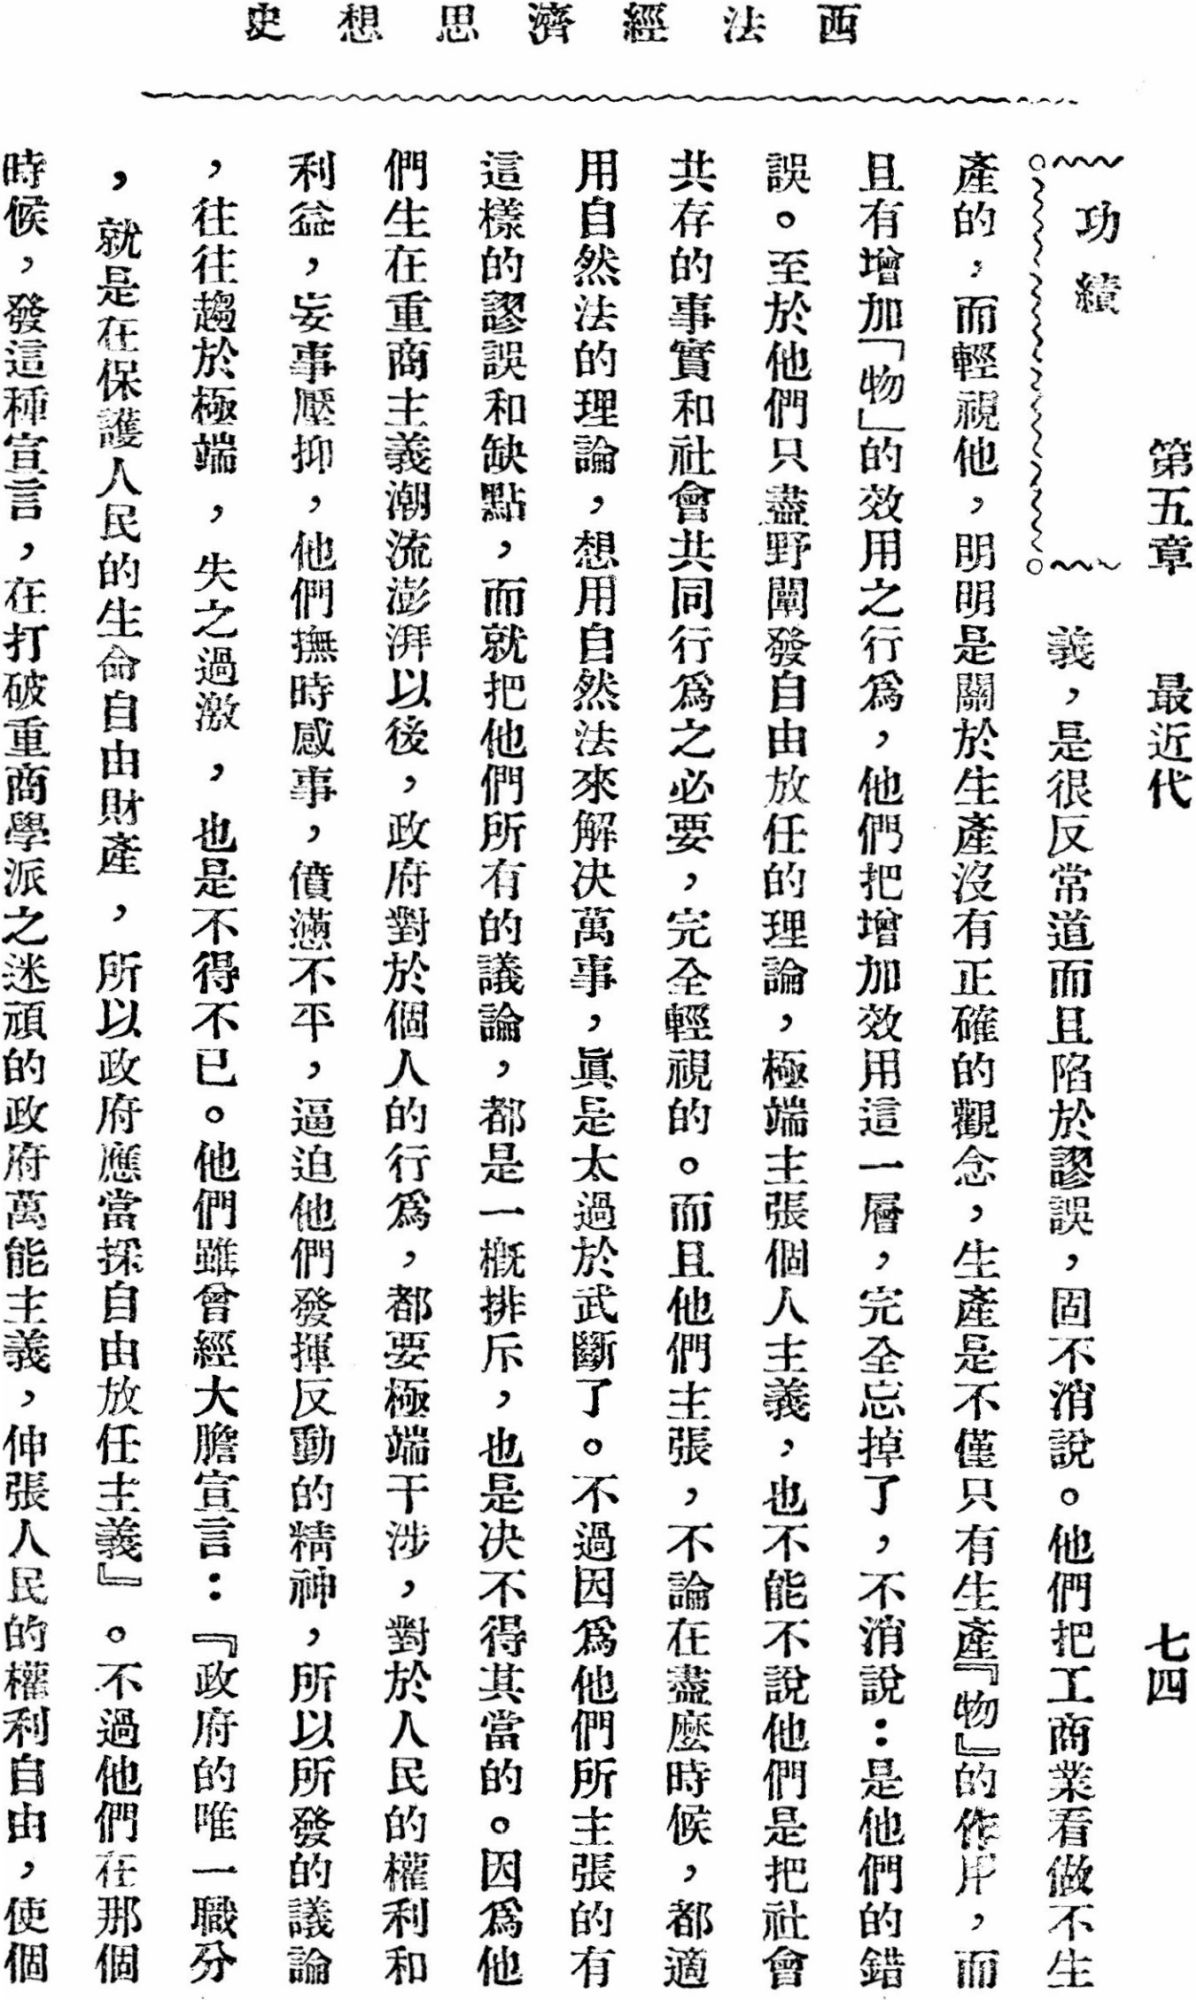 西法經濟思想史
第五章　最近代　七四
功績
義，是很反常道而且陷於謬誤，固不消說。他們把工商業看做不生
產的，而輕視他，明明是關於生產沒有正確的觀念，生產是不僅只有生產『物』的作用，而
且有增加「物」的效用之行爲，他們把增加效用這一層，完全忘掉了，不消說：是他們的錯
誤。至於他們只盡野闡發自由放任的理論，極端主張個人主義，也不能不說他們是把社會
共存的事實和社會共同行爲之必要，完全輕視的。而且他們主張，不論在盡麼時候，都適
用自然法的理論，想用自然法來解决萬事，眞是太過於武斷了。不過因爲他們所主張的有
這樣的謬誤和缺點，而就把他們所有的議論，都是一槪排斥，也是决不得其當的。因爲他
們生在重商主義潮流澎湃以後，政府對於個人的行爲，都要極端干涉，對於人民的權利和
利益，妄事壓抑，他們撫時感事，憤懣不平，逼迫他們發揮反動的精神，所以所發的議論
，往往趨於極端，失之過激，也是不得不已。他們雖曾經大膽宣言：『政府的唯一職分
，就是在保護人民的生命自由財產，所以政府應當採自由放任主義』。不過他們在那個
時候，發這種宣言，在打破重商學派之迷頑的政府萬能主義，伸張人民的權利自由，使個